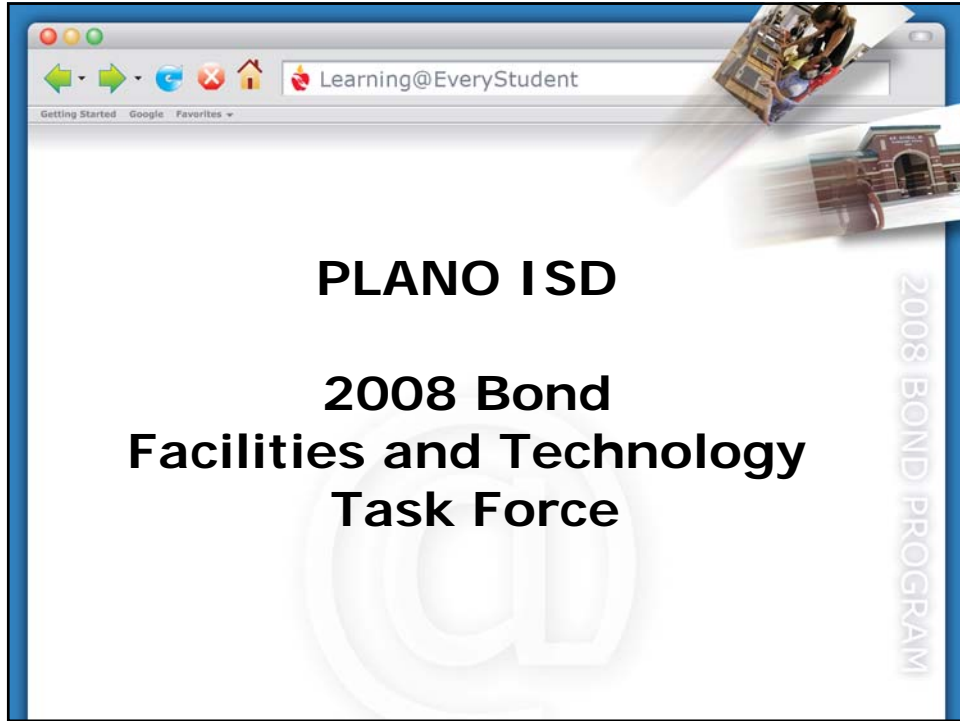 Learning@EveryStudent
Getting Started Google Favorites
PLANO ISD
2008 Bond
Facilities and Technology
Task Force
@
2008 BOND PROGRAM